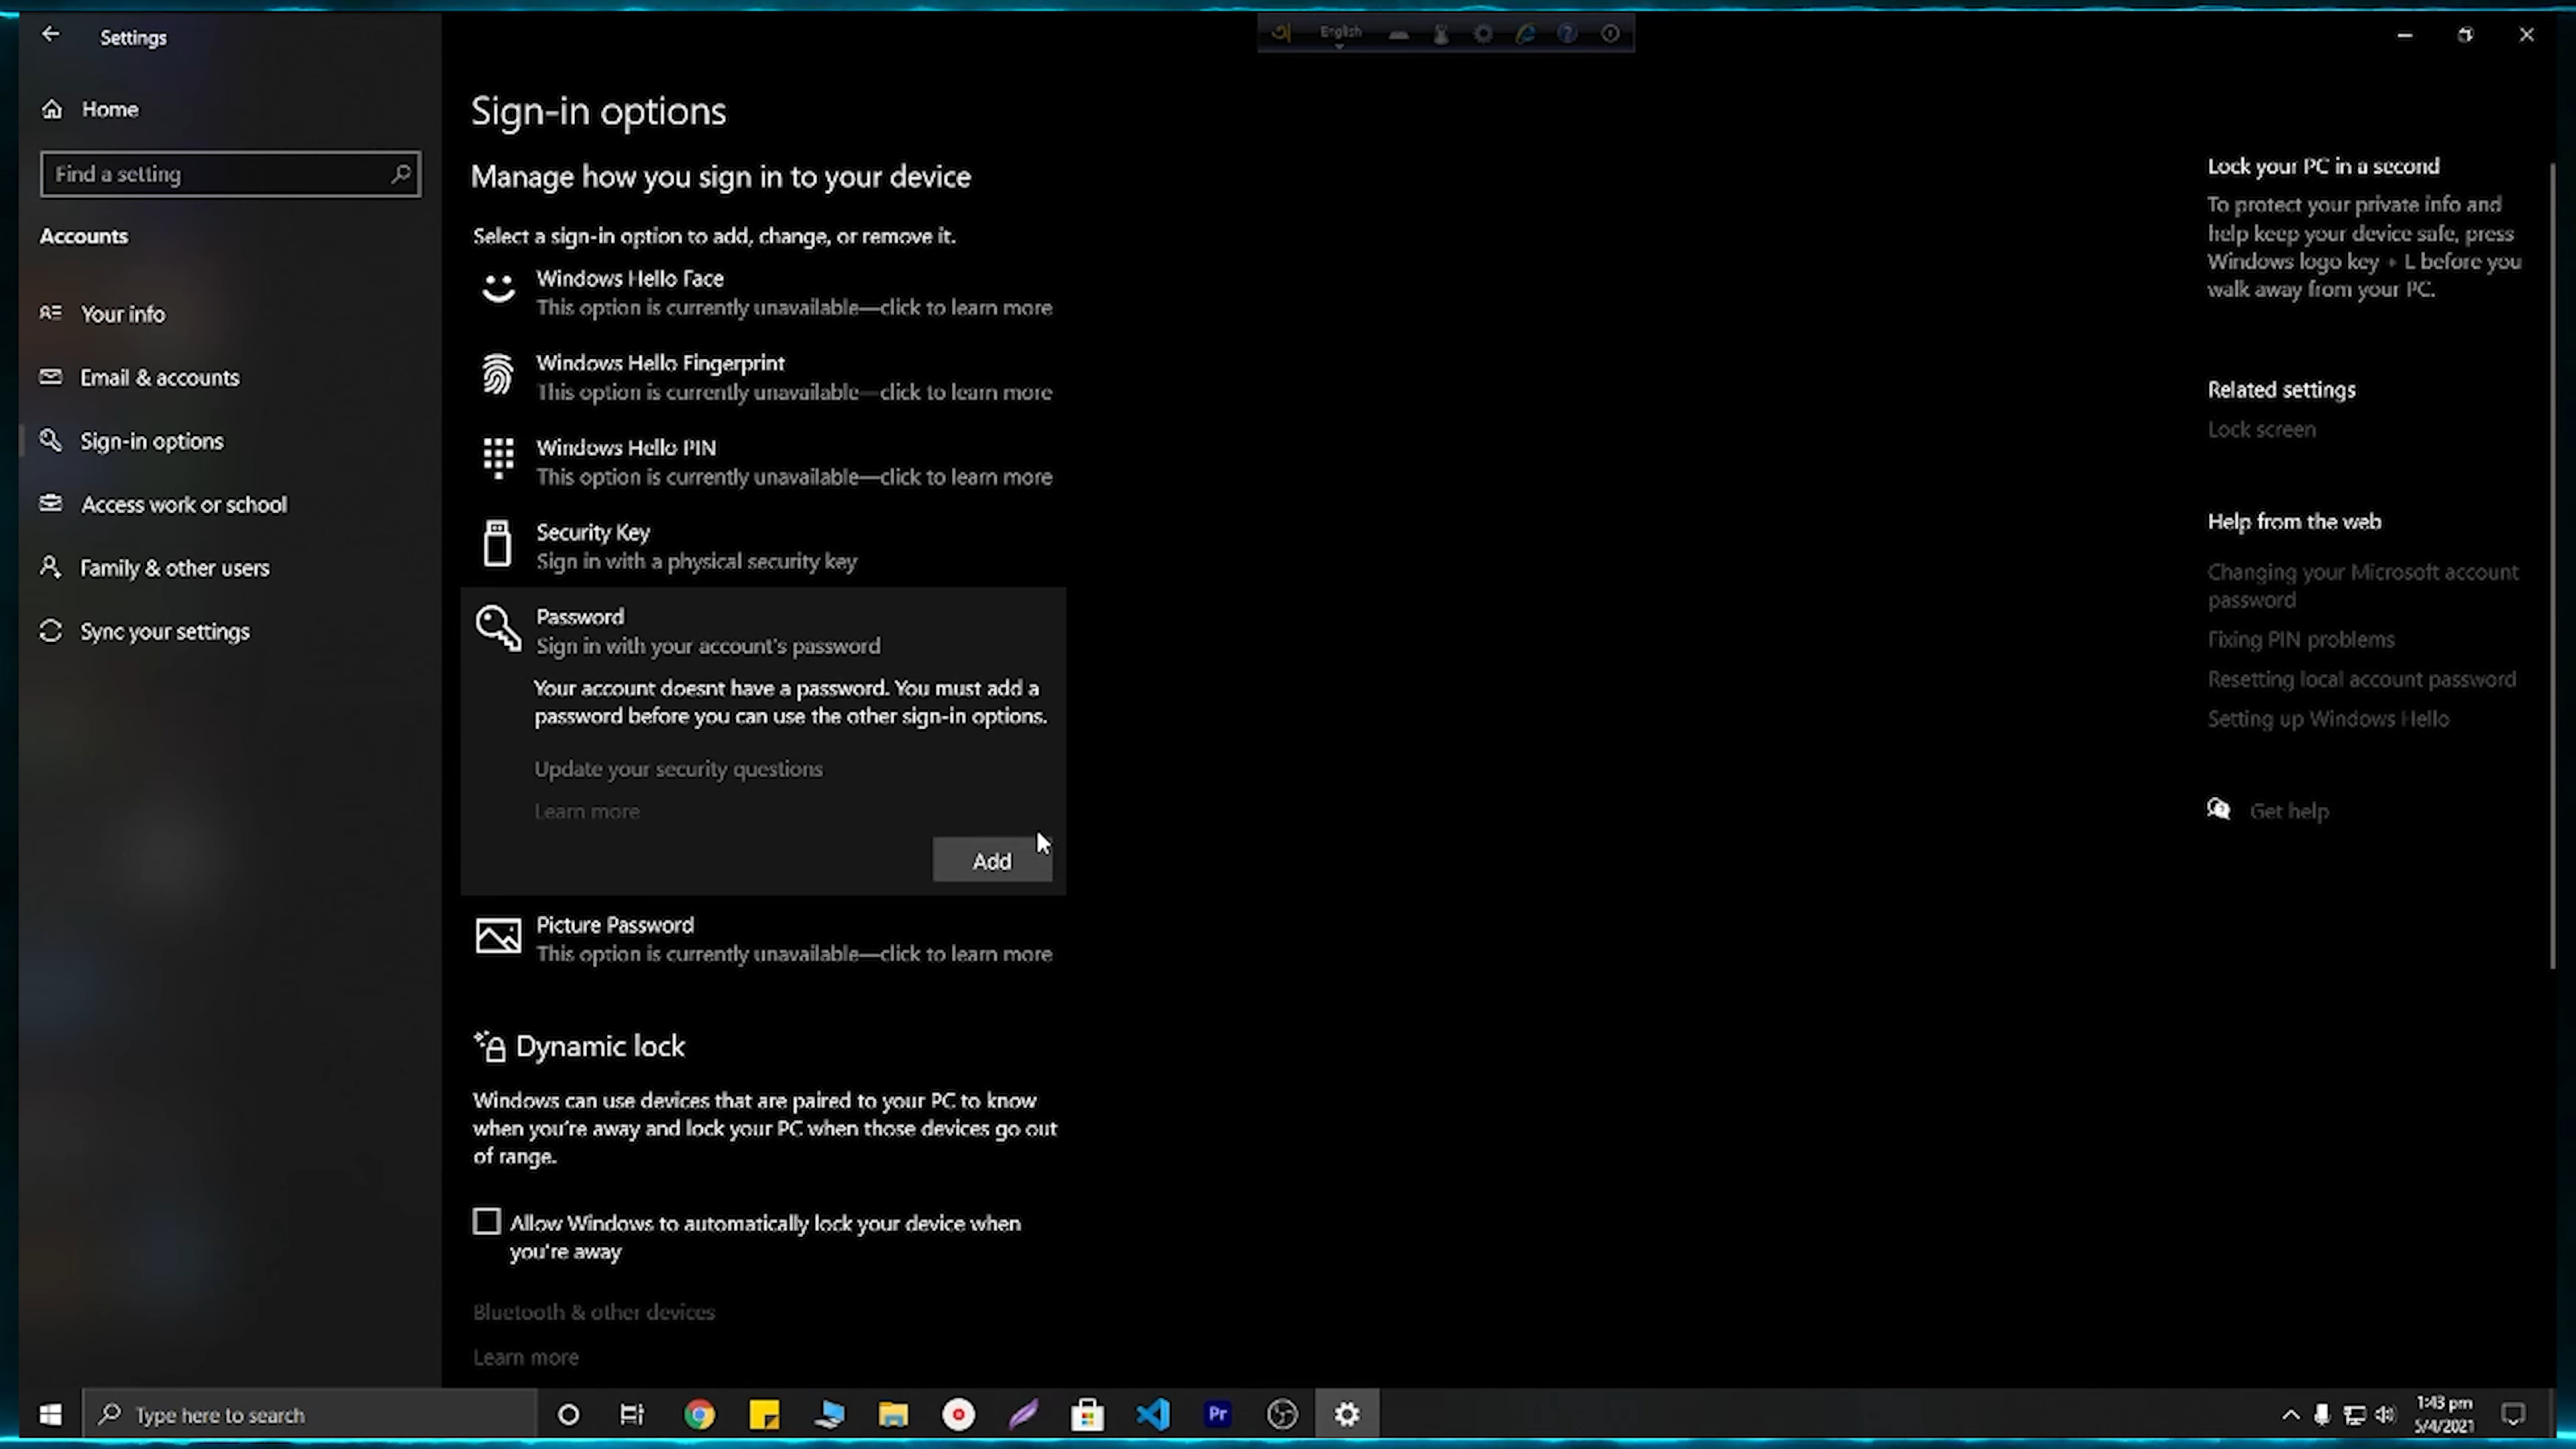 Settings
English
Home
Find a setting
Accounts
Your info
Email & accounts
Sign-in options
Access work or school
Family & other users
Sync your settings
Sign-in options
Manage how you sign in to your device
Select a sign-in option to add, change, or remove it.
Windows Hello Face
This option is currently unavailable—click to learn more
Windows Hello Fingerprint
This option is currently unavailable—click to learn more
Windows Hello PIN
This option is currently unavailable—click to learn more
Security Key
Sign in with a physical security key
Password
Sign in with your account's password
Your account doesnt have a password. You must add a
password before you can use the other sign-in options.
Update your security questions
Learn more
Add
Picture Password
This option is currently unavailable—click to learn more
Dynamic lock
Windows can use devices that are paired to your PC to know
when you're away and lock your PC when those devices go out
of range.
Allow Windows to automatically lock your device when
you're away
Bluetooth & other devices
Learn more
Lock your PC in a second
To protect your private info and
help keep your device safe, press
Windows logo key + L before you
walk away from your PC.
Related settings
Lock screen
Help from the web
Changing your Microsoft account
password
Fixing PIN problems
Resetting local account password
Setting up Windows Hello
Get help
Type here to search
Pr
1:43 pm
5/4/2021